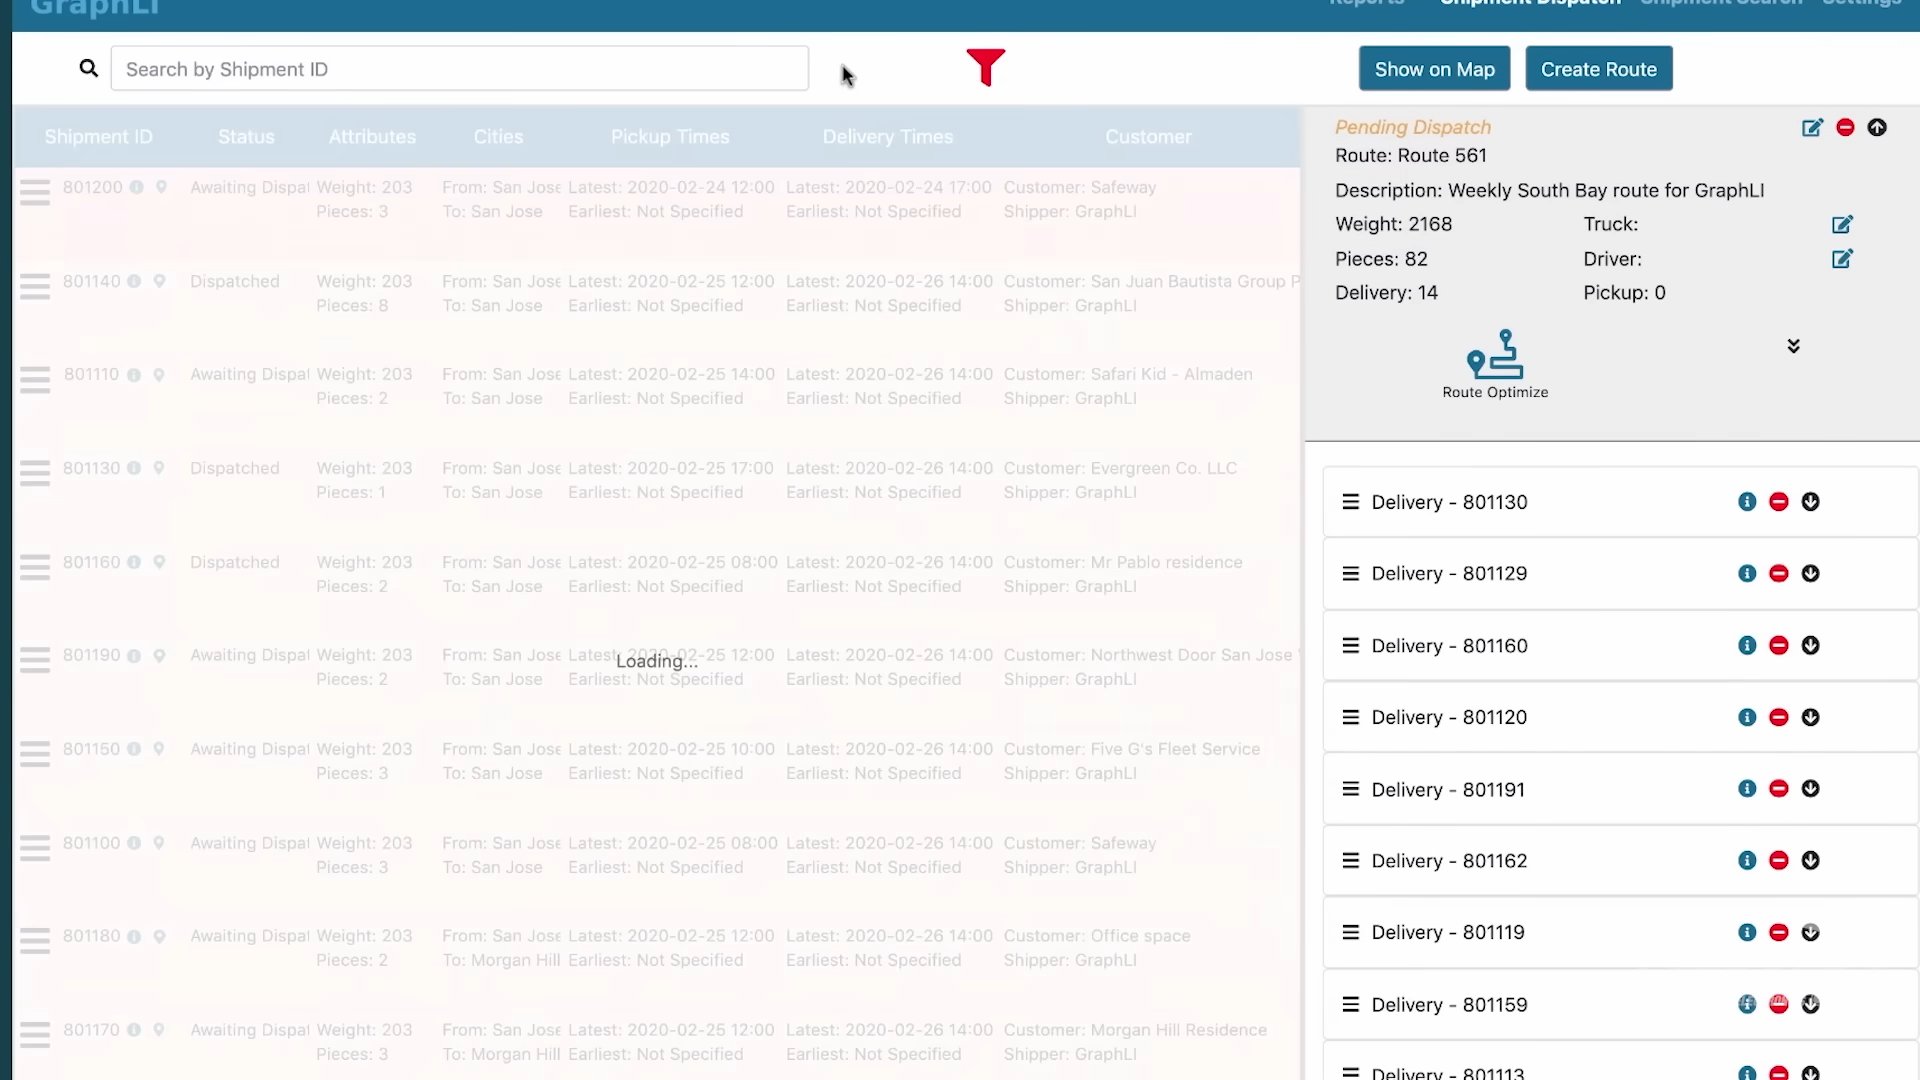 GraphLI
Reports Shipment Dispatch Shipment Search Settings
Search by Shipment ID
Show on Map
Create Route
Shipment ID Status Attributes Cities Pickup Times Delivery Times Customer
801200 Awaiting Dispat Weight: 203 From: San Jose Latest: 2020-02-24 12:00 Latest: 2020-02-24 17:00 Customer: Safeway
Pieces: 3 To: San Jose Earliest: Not Specified Earliest: Not Specified Shipper: GraphLI
801140 Dispatched Weight: 203 From: San Jose Latest: 2020-02-25 12:00 Latest: 2020-02-26 14:00 Customer: San Juan Bautista Group P
Pieces: 8 To: San Jose Earliest: Not Specified Earliest: Not Specified Shipper: GraphLI
801110 Awaiting Dispat Weight: 203 From: San Jose Latest: 2020-02-25 14:00 Latest: 2020-02-26 14:00 Customer: Safari Kid - Almaden
Pieces: 2 To: San Jose Earliest: Not Specified Earliest: Not Specified Shipper: GraphLI
801130 Dispatched Weight: 203 From: San Jose Latest: 2020-02-25 17:00 Latest: 2020-02-26 14:00 Customer: Evergreen Co. LLC
Pieces: 1 To: San Jose Earliest: Not Specified Earliest: Not Specified Shipper: GraphLI
801160 Dispatched Weight: 203 From: San Jose Latest: 2020-02-25 08:00 Latest: 2020-02-26 14:00 Customer: Mr Pablo residence
Pieces: 2 To: San Jose Earliest: Not Specified Earliest: Not Specified Shipper: GraphLI
801190 Awaiting Dispat Weight: 203 From: San Jose Latest: 2020-02-25 12:00 Latest: 2020-02-26 14:00 Customer: Northwest Door San Jose
Loading...
Pieces: 2 To: San Jose Earliest: Not Specified Earliest: Not Specified Shipper: GraphLI
801150 Awaiting Dispat Weight: 203 From: San Jose Latest: 2020-02-25 10:00 Latest: 2020-02-26 14:00 Customer: Five G's Fleet Service
Pieces: 3 To: San Jose Earliest: Not Specified Earliest: Not Specified Shipper: GraphLI
801100 Awaiting Dispat Weight: 203 From: San Jose Latest: 2020-02-25 08:00 Latest: 2020-02-26 14:00 Customer: Safeway
Pieces: 3 To: San Jose Earliest: Not Specified Earliest: Not Specified Shipper: GraphLI
801180 Awaiting Dispat Weight: 203 From: San Jose Latest: 2020-02-25 12:00 Latest: 2020-02-26 14:00 Customer: Office space
Pieces: 2 To: Morgan Hill Earliest: Not Specified Earliest: Not Specified Shipper: GraphLI
801170 Awaiting Dispat Weight: 203 From: San Jose Latest: 2020-02-25 12:00 Latest: 2020-02-26 14:00 Customer: Morgan Hill Residence
Pieces: 3 To: Morgan Hill Earliest: Not Specified Earliest: Not Specified Shipper: GraphLI
Pending Dispatch
Route: Route 561
Description: Weekly South Bay route for GraphLI
Weight: 2168 Truck:
Pieces: 82 Driver:
Delivery: 14 Pickup: 0
Route Optimize
Delivery - 801130
Delivery - 801129
Delivery - 801160
Delivery - 801120
Delivery - 801191
Delivery - 801162
Delivery - 801119
Delivery - 801159
Delivery - 801113